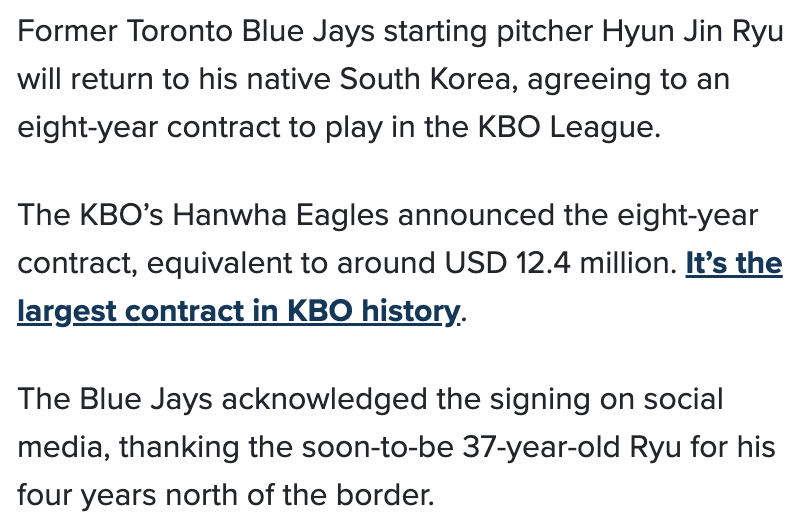 Former Toronto Blue Jays starting pitcher Hyun Jin Ryu
will return to his native South Korea, agreeing to an
eight-year contract to play in the KBO League.
The KBO’s Hanwha Eagles announced the eight-year
contract, equivalent to around USD 12.4 million. It’s the
largest contract in KBO history.
The Blue Jays acknowledged the signing on social
media, thanking the soon-to-be 37-year-old Ryu for his
four years north of the border.